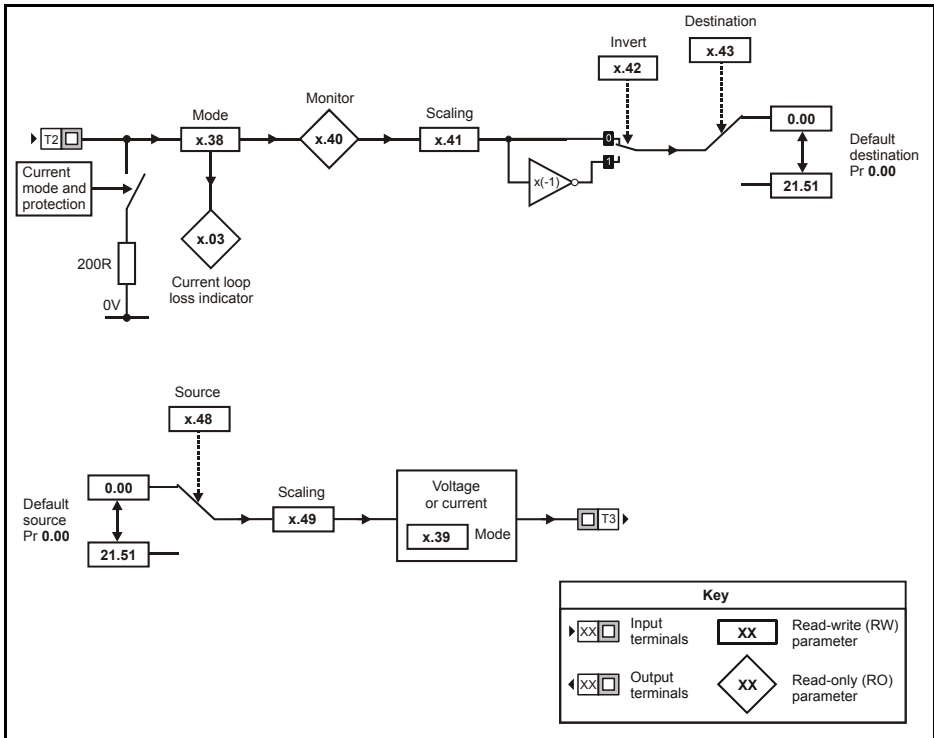 Destination
x.43
Invert
x.42
Monitor
Mode
Scaling
T2
x.38
x.40
x.41
0
1
x(-1)
0.00
21.51
Default
destination
Pr 0.00
Current
mode and
protection
x.03
Current loop
loss indicator
200R
0V
Source
x.48
Default
source
Pr 0.00
0.00
21.51
Scaling
x.49
Voltage
or current
x.39 Mode
T3
Key
XX Input
terminals
XX Read-write (RW)
parameter
XX Output
terminals
XX Read-only (RO)
parameter